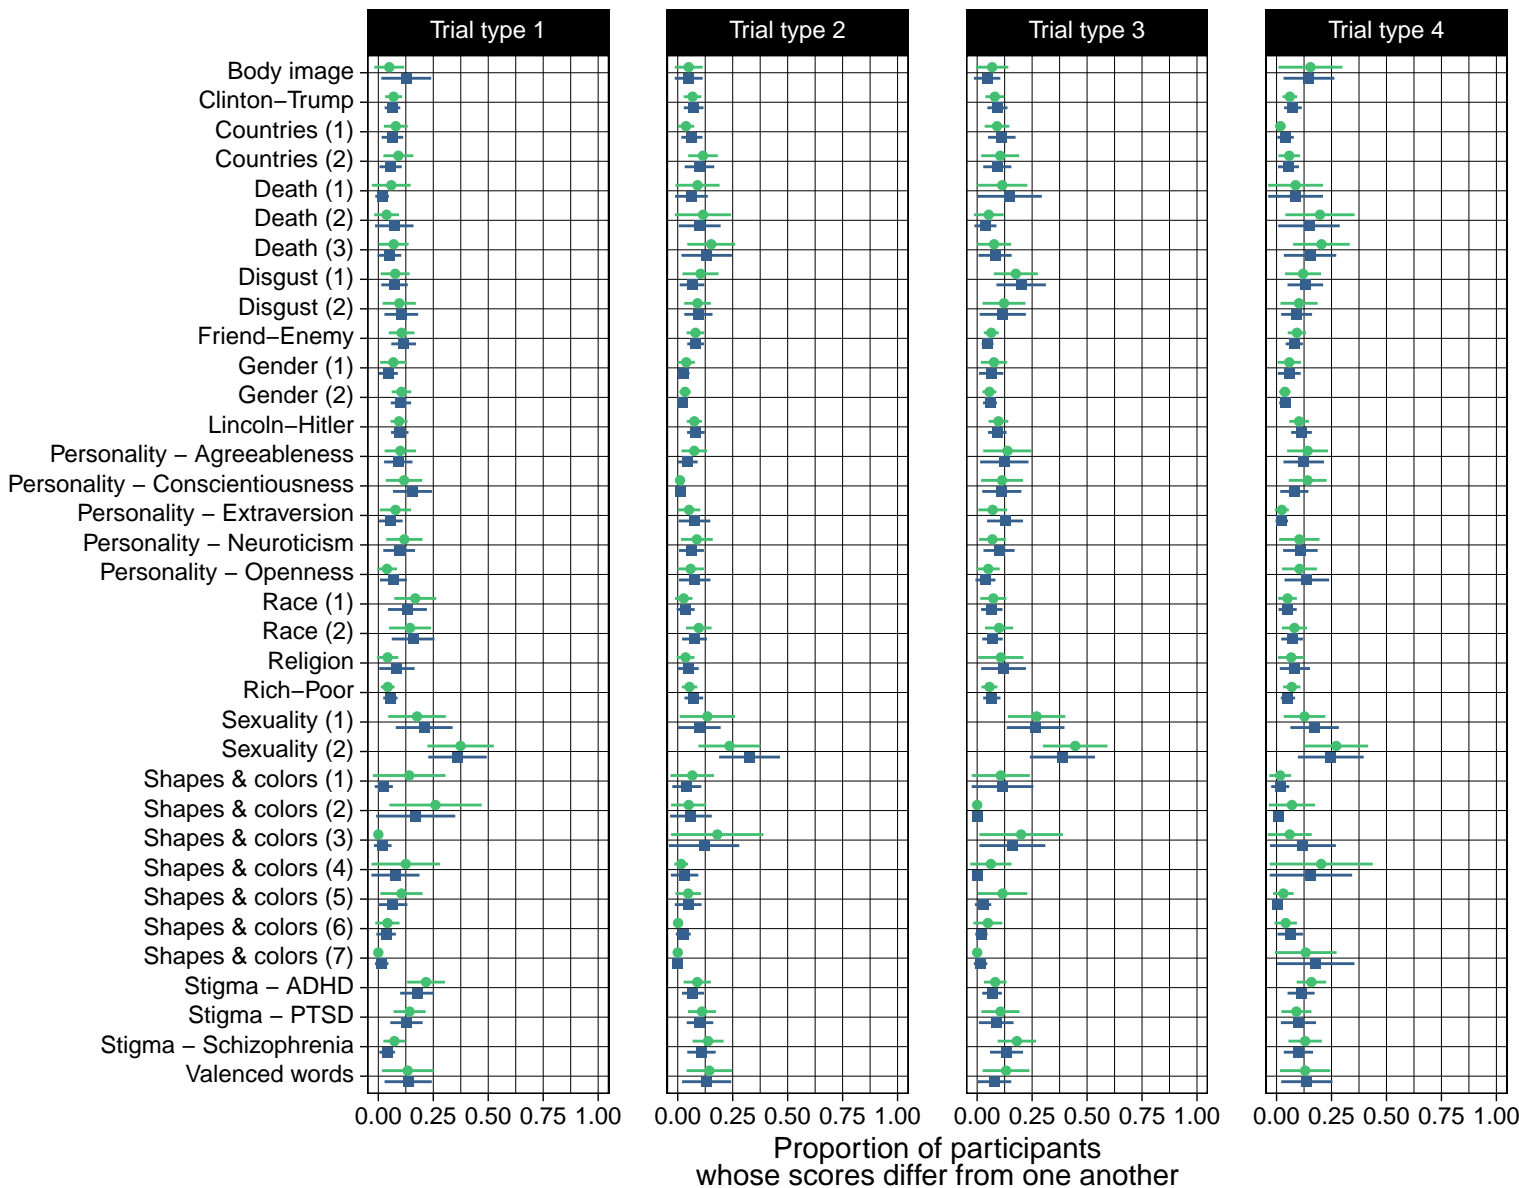 Trial type 1 Trial type 2 Trial type 3 Trial type 4
Body image
Clinton−Trump
Countries (1)
Countries (2)
Death (1)
Death (2)
Death (3)
Disgust (1)
Disgust (2)
Friend−Enemy
Gender (1)
Gender (2)
Lincoln−Hitler
Personality − Agreeableness
Personality − Conscientiousness
Personality − Extraversion
Personality − Neuroticism
Personality − Openness
Race (1)
Race (2)
Religion
Rich−Poor
Sexuality (1)
Sexuality (2)
Shapes & colors (1)
Shapes & colors (2)
Shapes & colors (3)
Shapes & colors (4)
Shapes & colors (5)
Shapes & colors (6)
Shapes & colors (7)
Stigma − ADHD
Stigma − PTSD
Stigma − Schizophrenia
Valenced words
0.00 0.25 0.50 0.75 1.00 0.00 0.25 0.50 0.75 1.00 0.00 0.25 0.50 0.75 1.00 0.00 0.25 0.50 0.75 1.00
Proportion of participants
whose scores differ from one another